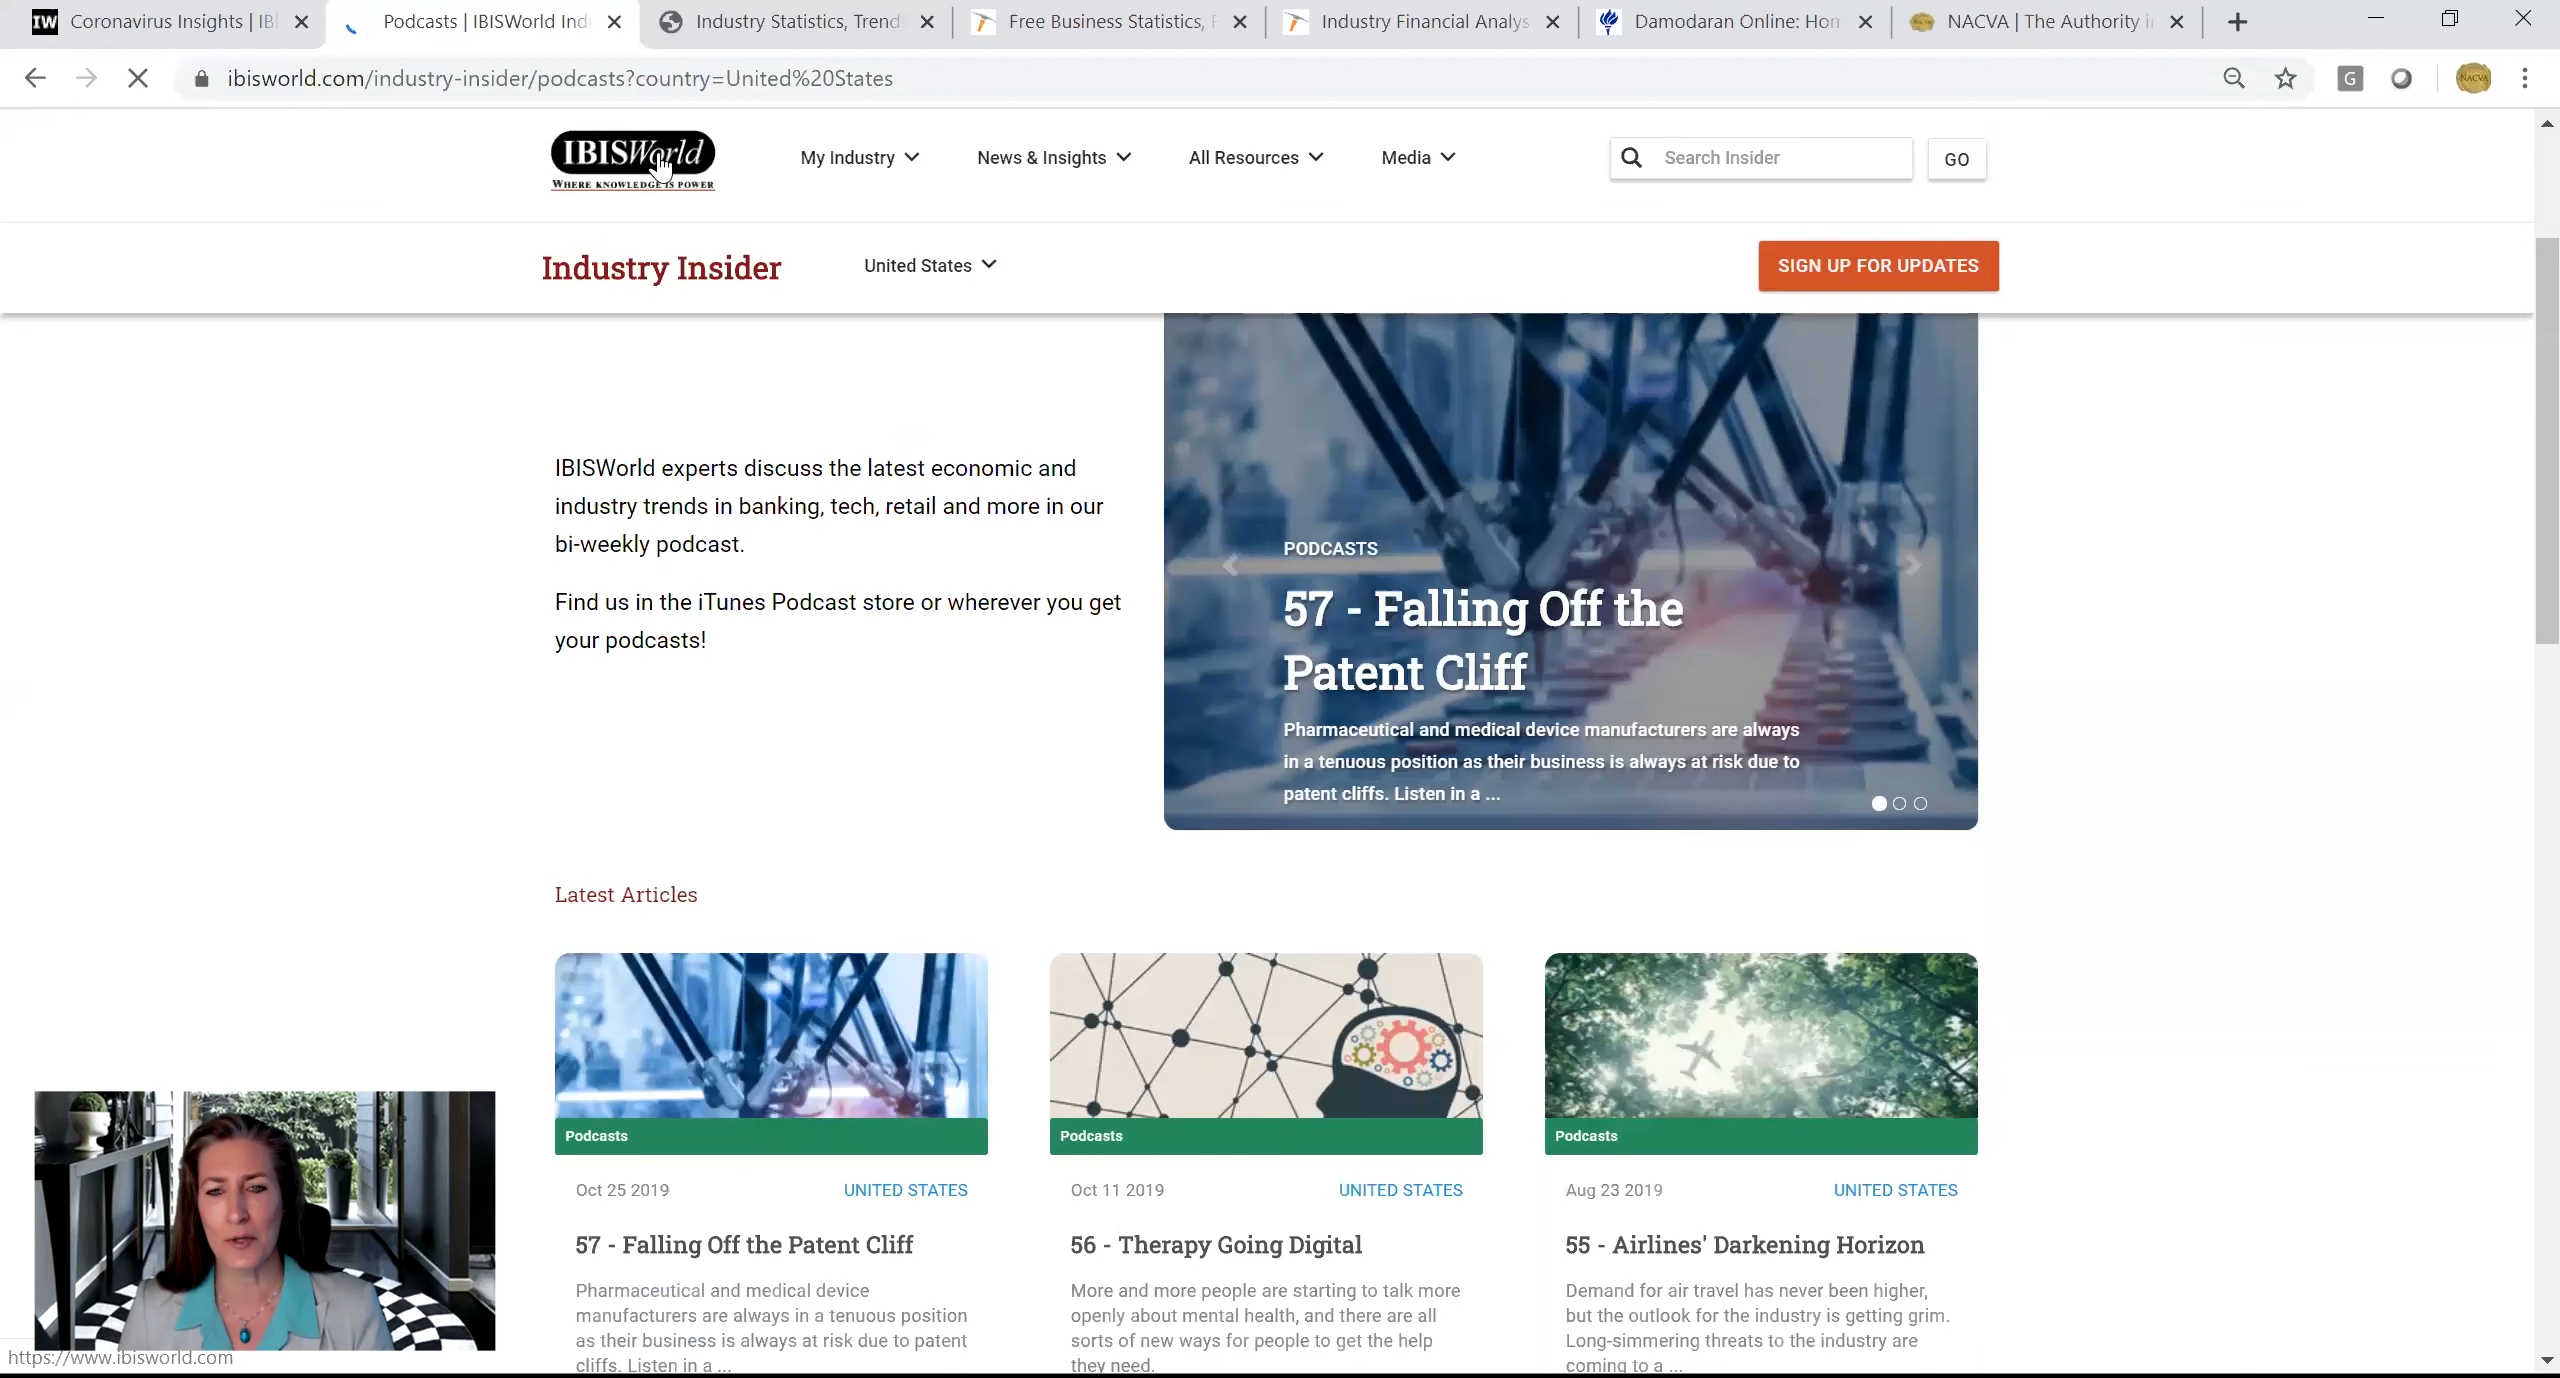 IW Coronavirus Insights | IB
Podcasts | IBISWorld Ind
Industry Statistics, Trend
Free Business Statistics, F
Industry Financial Analys
Damodaran Online: Hom
NACVA | The Authority i
ibisworld.com/industry-insider/podcasts?country=United%20States
G
NACVA
IBISWorld
WHERE KNOWLEDGE IS POWER
My Industry
News & Insights
All Resources
Media
Search Insider
GO
Industry Insider
United States
SIGN UP FOR UPDATES
IBISWorld experts discuss the latest economic and
industry trends in banking, tech, retail and more in our
bi-weekly podcast.
Find us in the iTunes Podcast store or wherever you get
your podcasts!
PODCASTS
57 - Falling Off the
Patent Cliff
Pharmaceutical and medical device manufacturers are always
in a tenuous position as their business is always at risk due to
patent cliffs. Listen in a ...
Latest Articles
Podcasts
Oct 25 2019
UNITED STATES
57 - Falling Off the Patent Cliff
Pharmaceutical and medical device
manufacturers are always in a tenuous position
as their business is always at risk due to patent
cliffs. Listen in a ...
Podcasts
Oct 11 2019
UNITED STATES
56 - Therapy Going Digital
More and more people are starting to talk more
openly about mental health, and there are all
sorts of new ways for people to get the help
they need.
Podcasts
Aug 23 2019
UNITED STATES
55 - Airlines' Darkening Horizon
Demand for air travel has never been higher,
but the outlook for the industry is getting grim.
Long-simmering threats to the industry are
coming to a ...
https://www.ibisworld.com